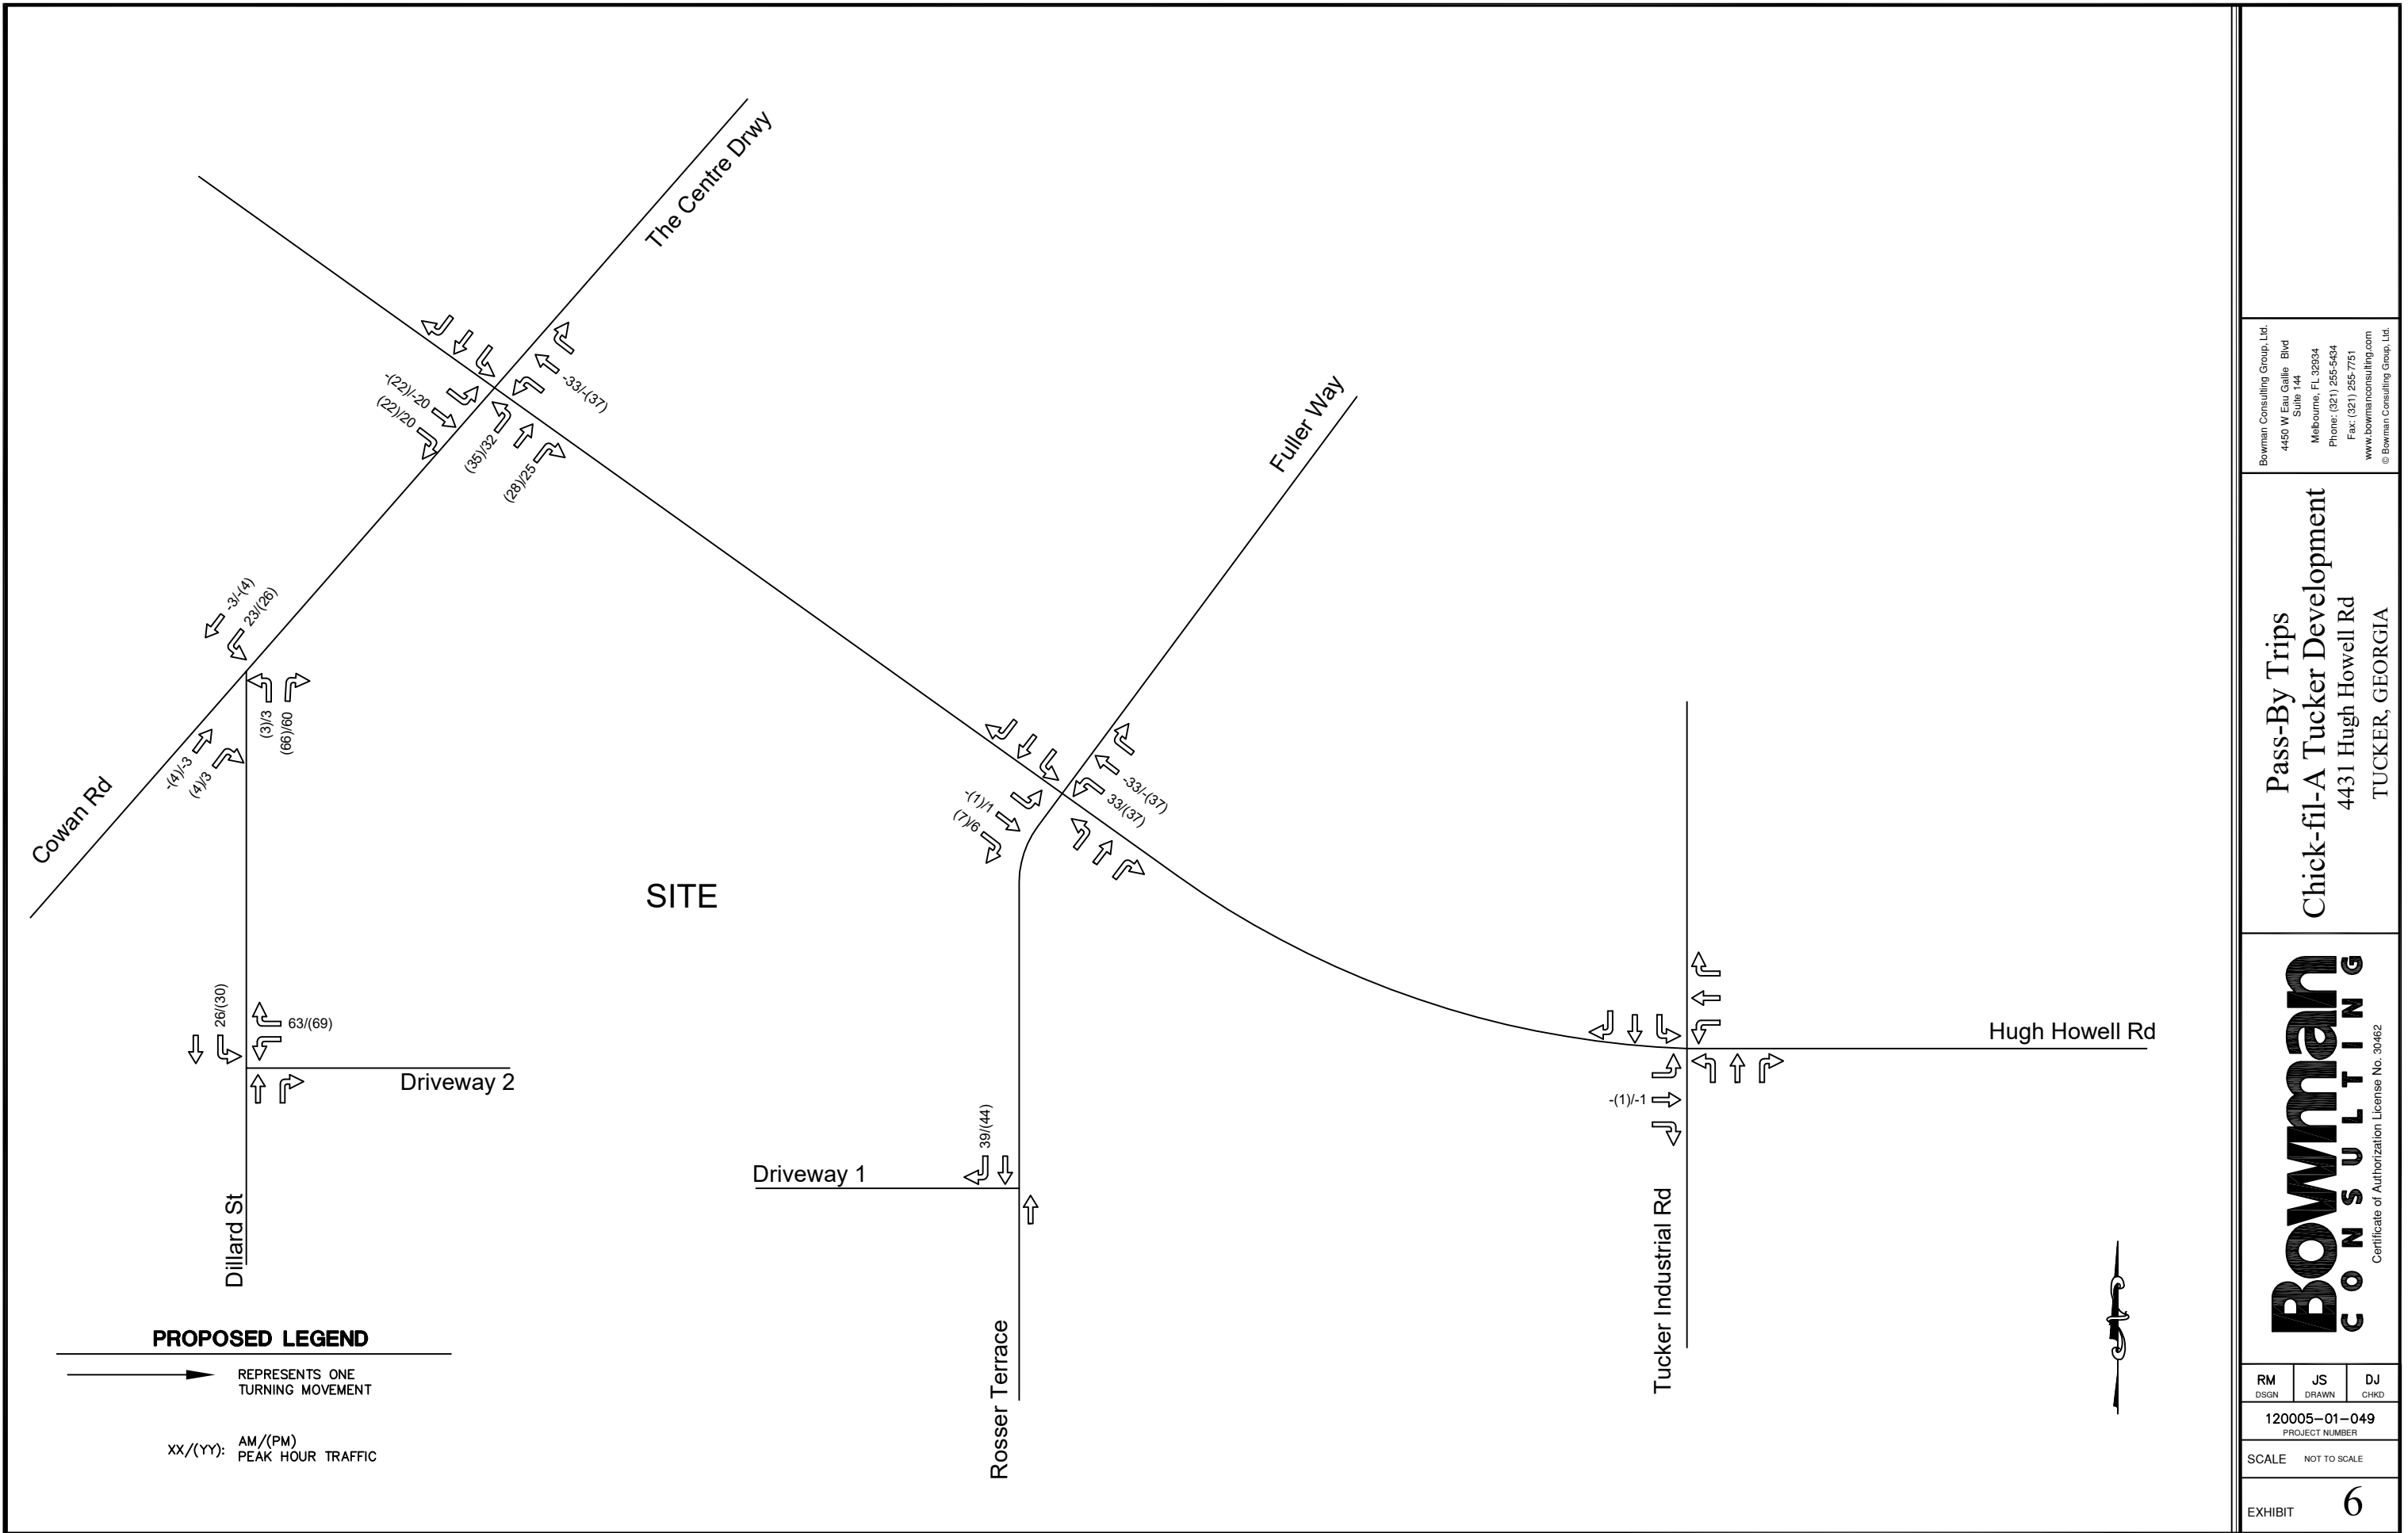 The Centre Drwy
-33/-(37)
-(22)/-20
(22)/20
(35)/32
(28)/25
Fuller Way
-3/-(4)
23/(26)
(3)/3
(66)/60
-(4)/-3
(4)/3
Cowan Rd
-33/-(37)
33/(37)
-(1)/1
(7)/6
SITE
26/(30)
63/(69)
Driveway 2
Dillard St
39/(44)
Driveway 1
Rosser Terrace
Hugh Howell Rd
-(1)/-1
Tucker Industrial Rd
PROPOSED LEGEND
REPRESENTS ONE
TURNING MOVEMENT
XX/(YY): AM/(PM)
PEAK HOUR TRAFFIC
Bowman Consulting Group, Ltd.
4450 W Eau Gallie Blvd
Suite 144
Melbourne, FL 32934
Phone: (321) 255-5434
Fax: (321) 255-7751
www.bowmanconsulting.com
© Bowman Consulting Group, Ltd.
Pass-By Trips
Chick-fil-A Tucker Development
4431 Hugh Howell Rd
TUCKER, GEORGIA
Bowman
CONSULTING
Certificate of Authorization License No. 30462
RM JS DJ
DSGN DRAWN CHKD
120005-01-049
PROJECT NUMBER
SCALE NOT TO SCALE
EXHIBIT 6